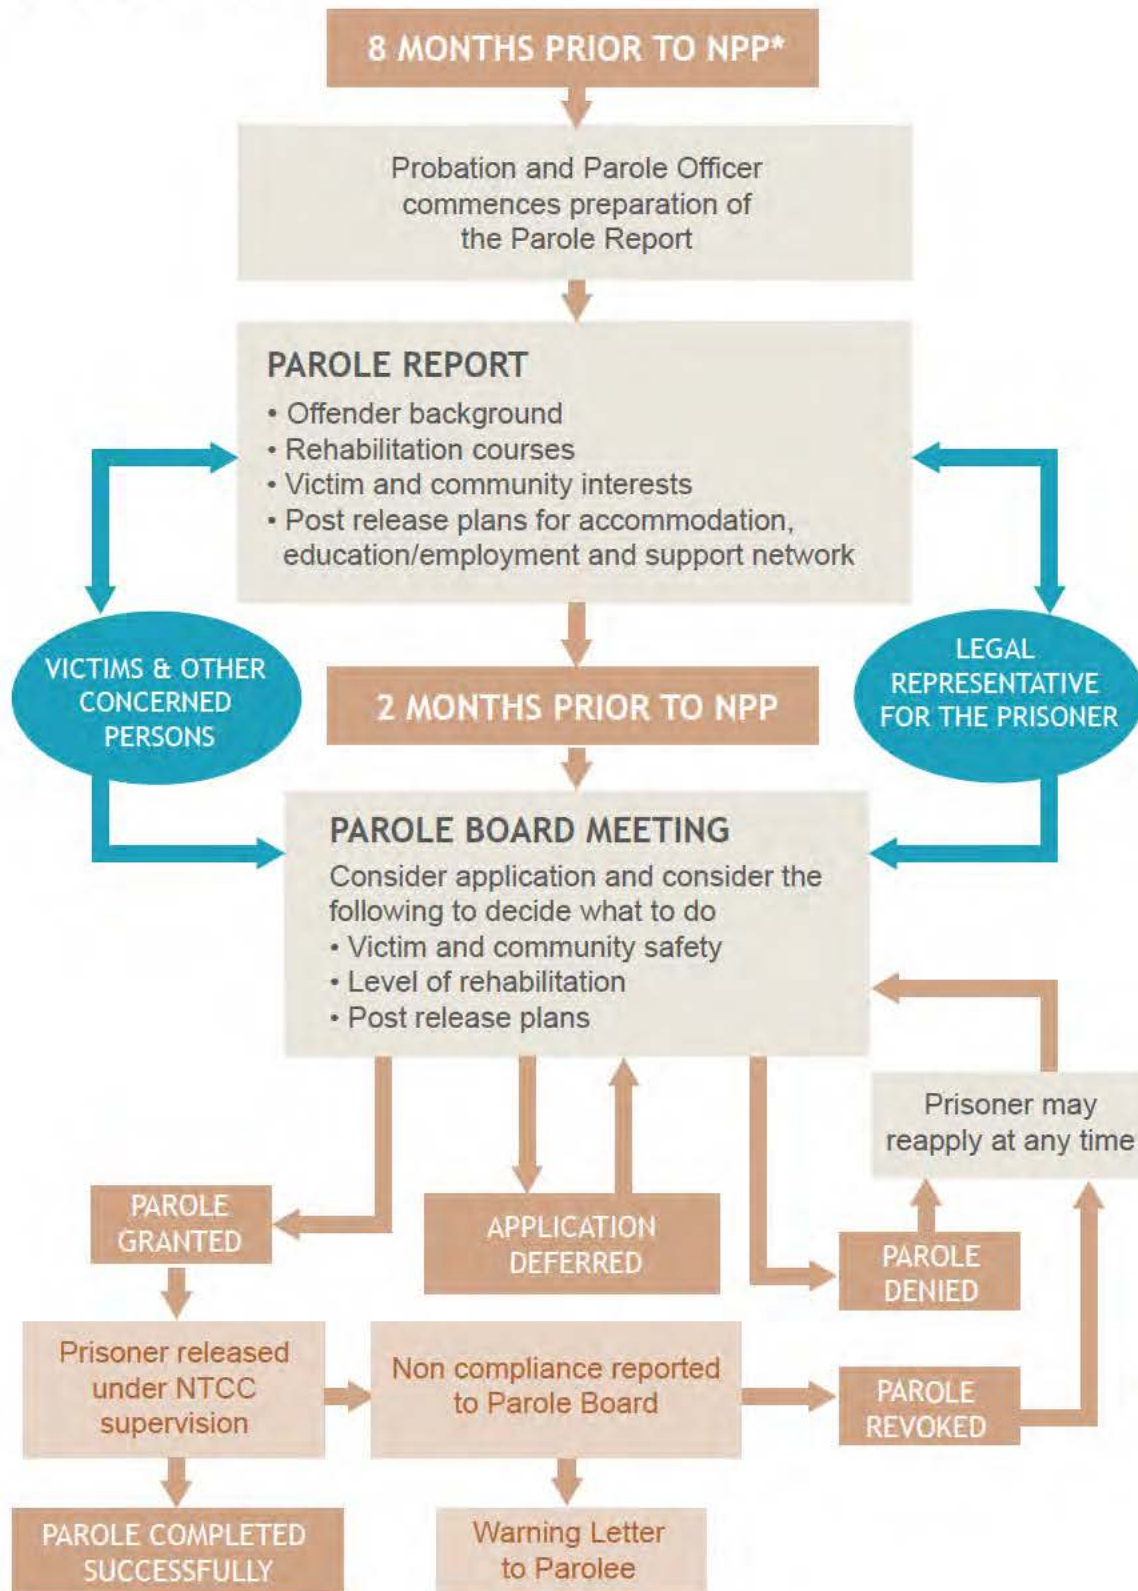 8 MONTHS PRIOR TO NPP*
Probation and Parole Officer
commences preparation of
the Parole Report
PAROLE REPORT
• Offender background
• Rehabilitation courses
• Victim and community interests
• Post release plans for accommodation,
education/employment and support network
VICTIMS & OTHER
CONCERNED
PERSONS
2 MONTHS PRIOR TO NPP
LEGAL
REPRESENTATIVE
FOR THE PRISONER
PAROLE BOARD MEETING
Consider application and consider the
following to decide what to do
• Victim and community safety
• Level of rehabilitation
• Post release plans
Prisoner may
reapply at any time
PAROLE
GRANTED
APPLICATION
DEFERRED
PAROLE
DENIED
Prisoner released
under NTCC
supervision
Non compliance reported
to Parole Board
PAROLE
REVOKED
PAROLE COMPLETED
SUCCESSFULLY
Warning Letter
to Parolee